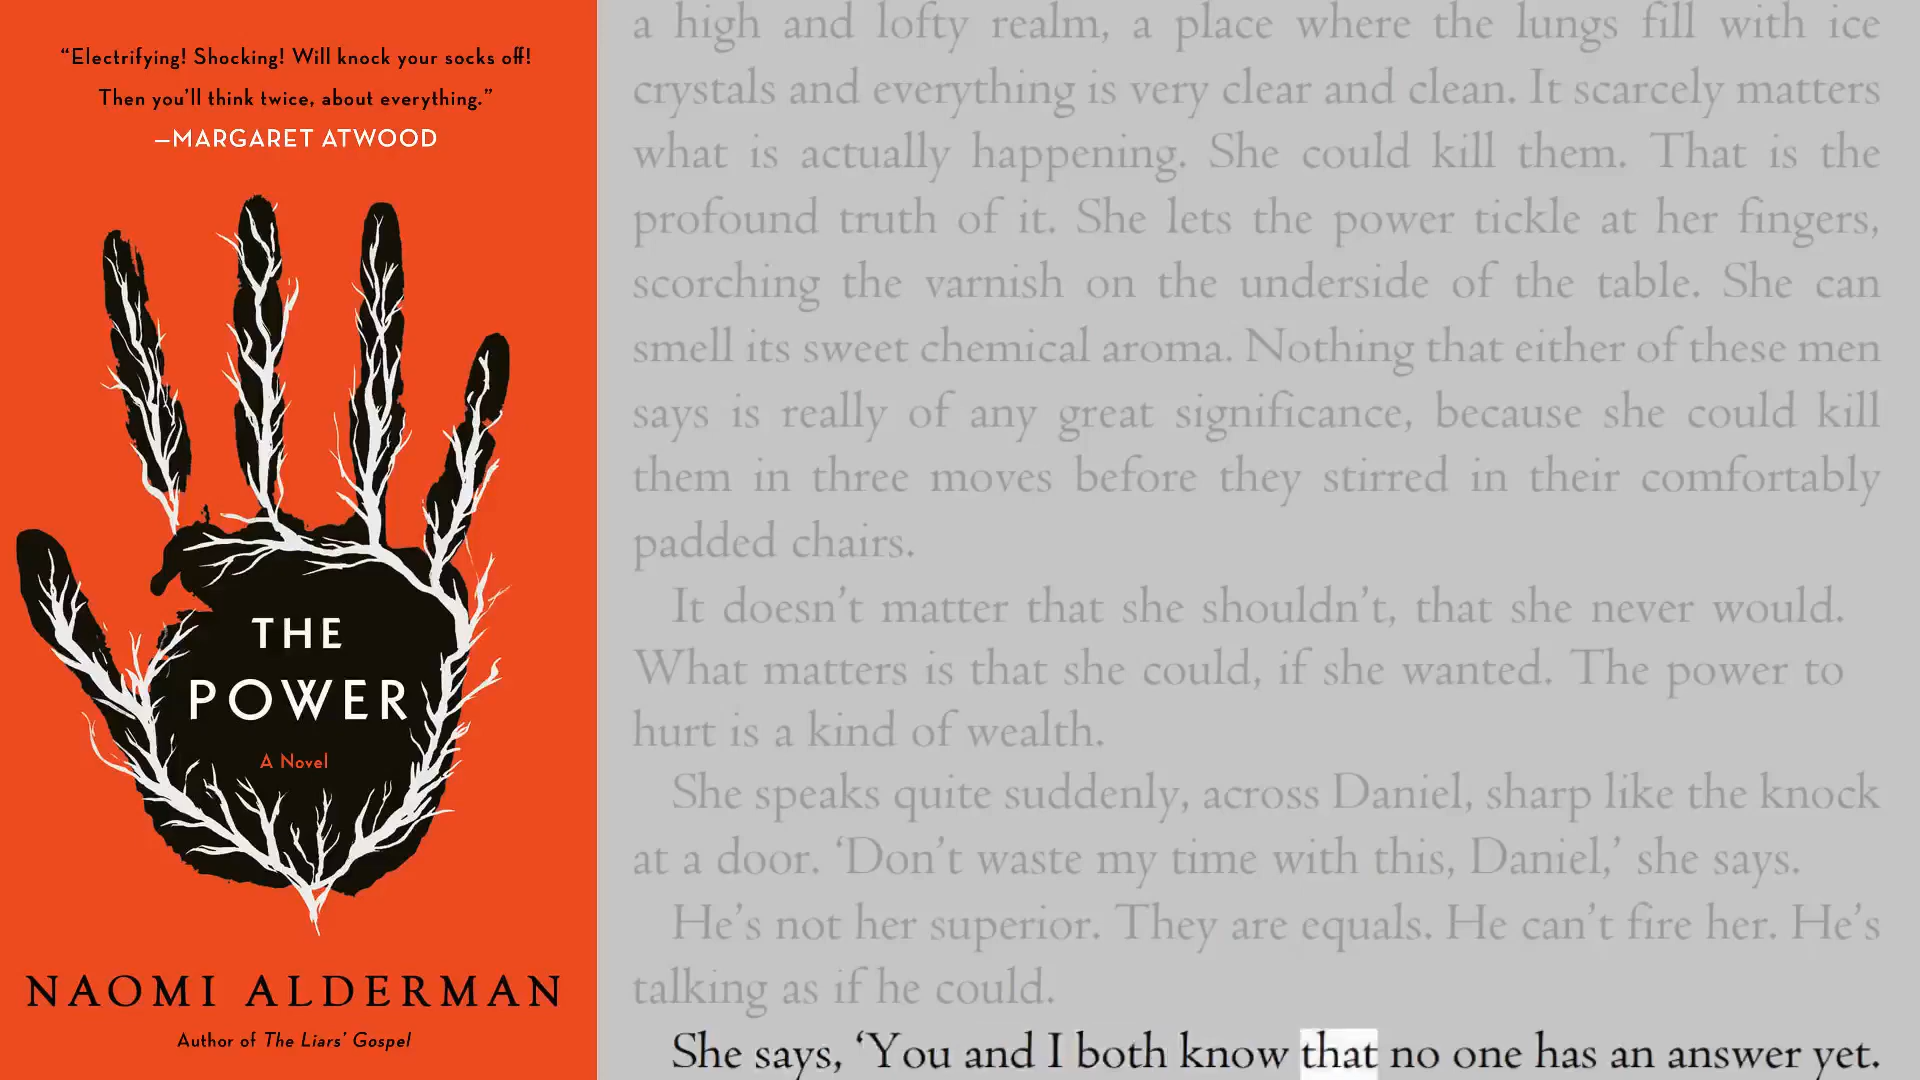 “Electrifying! Shocking! Will knock your socks off!
Then you’ll think twice, about everything.”
—MARGARET ATWOOD
THE
POWER
A Novel
NAOMI ALDERMAN
Author of The Liars’ Gospel
a high and lofty realm, a place where the lungs fill with ice
crystals and everything is very clear and clean. It scarcely matters
what is actually happening. She could kill them. That is the
profound truth of it. She lets the power tickle at her fingers,
scorching the varnish on the underside of the table. She can
smell its sweet chemical aroma. Nothing that either of these men
says is really of any great significance, because she could kill
them in three moves before they stirred in their comfortably
padded chairs.
It doesn’t matter that she shouldn’t, that she never would.
What matters is that she could, if she wanted. The power to
hurt is a kind of wealth.
She speaks quite suddenly, across Daniel, sharp like the knock
at a door. ‘Don’t waste my time with this, Daniel,’ she says.
He’s not her superior. They are equals. He can’t fire her. He’s
talking as if he could.
She says, ‘You and I both know that no one has an answer yet.